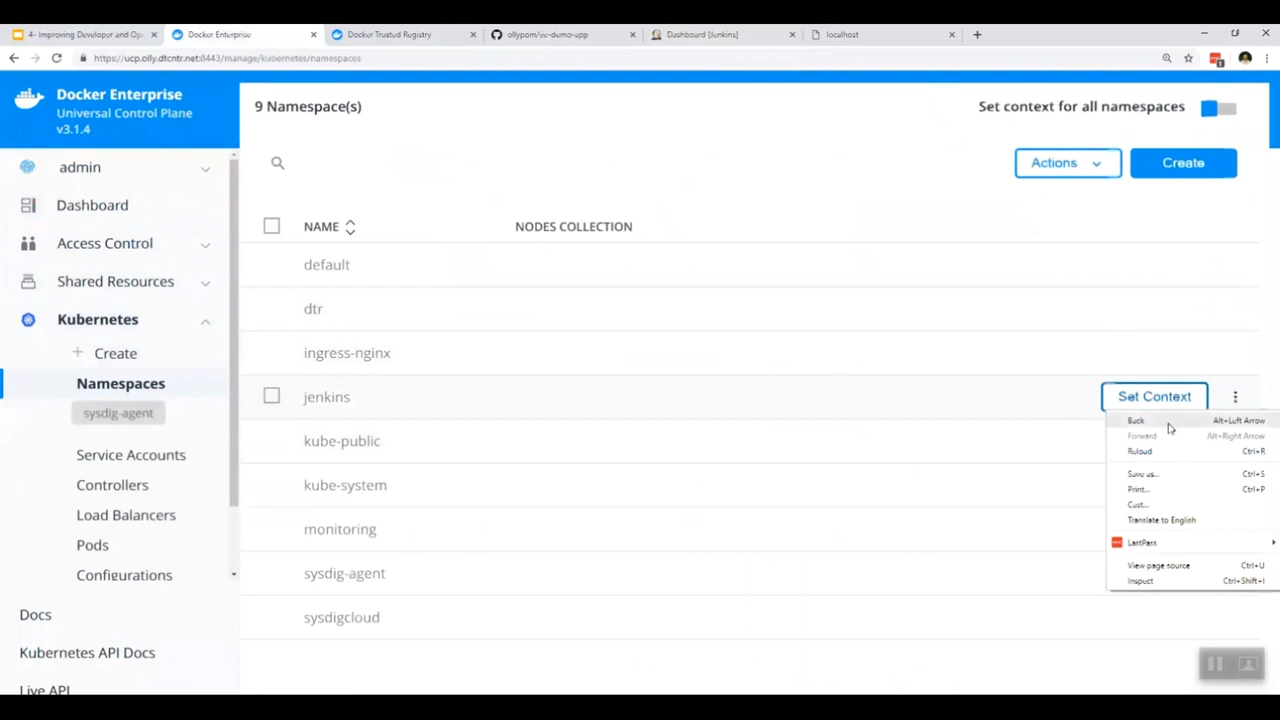 4- Improving Developer and Op
Docker Enterprise
Docker Trusted Registry
ollypom/uc-demo-app
Dashboard [Jenkins]
localhost
https://ucp.olly.dtcntr.net:8443/manage/kubernetes/namespaces
Docker Enterprise
Universal Control Plane
v3.1.4
admin
Dashboard
Access Control
Shared Resources
Kubernetes
+ Create
Namespaces
sysdig-agent
Service Accounts
Controllers
Load Balancers
Pods
Configurations
Docs
Kubernetes API Docs
Live API
9 Namespace(s)
Set context for all namespaces
Actions
Create
NAME
NODES COLLECTION
default
dtr
ingress-nginx
jenkins
Set Context
kube-public
kube-system
monitoring
sysdig-agent
sysdigcloud
Back Alt+Left Arrow
Forward Alt+Right Arrow
Reload Ctrl+R
Save as... Ctrl+S
Print... Ctrl+P
Cast...
Translate to English
LastPass
View page source Ctrl+U
Inspect Ctrl+Shift+I